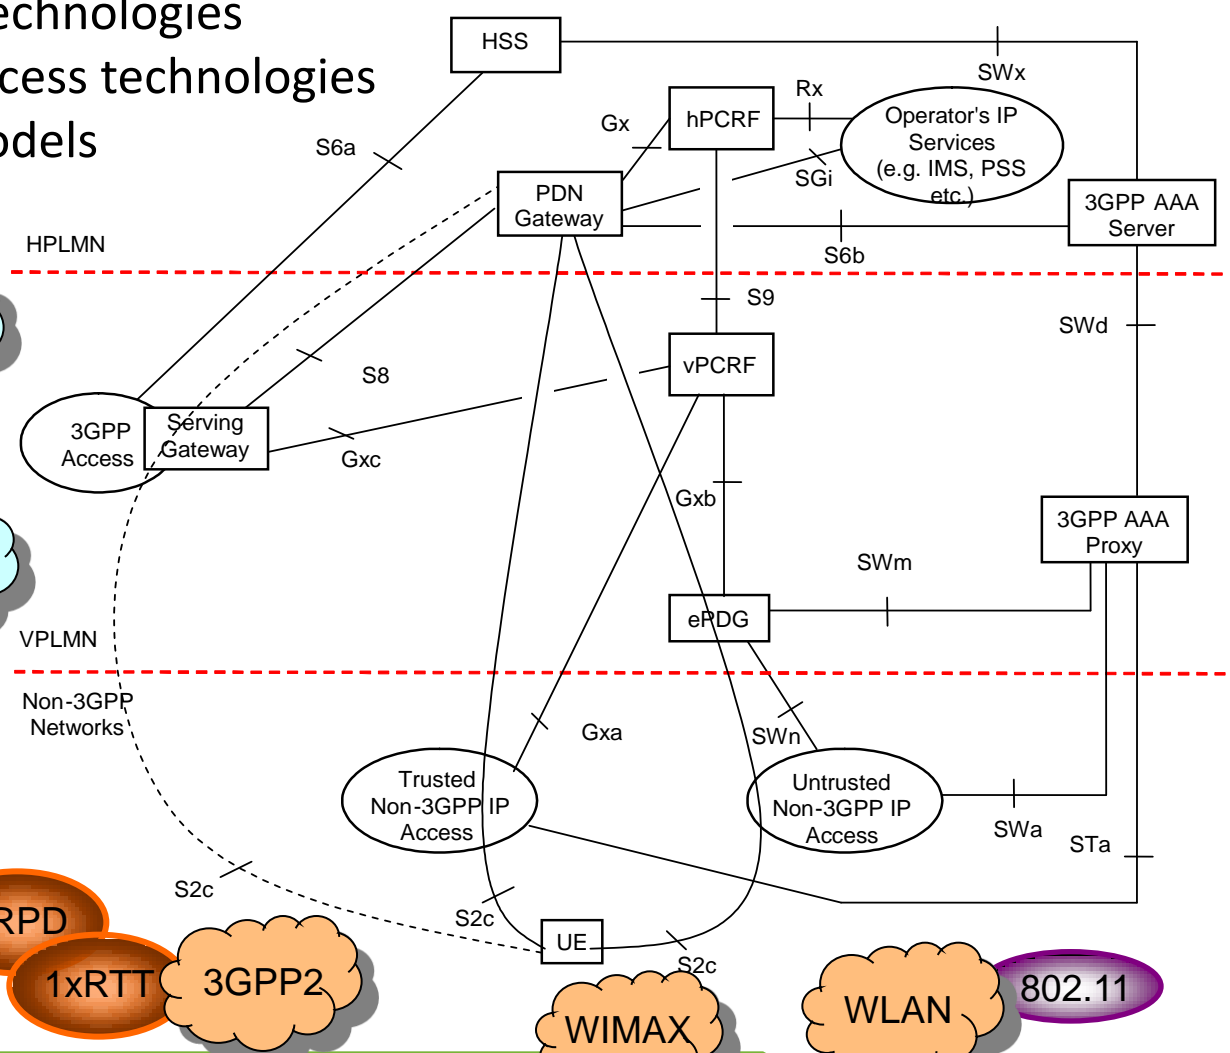 echnologies
HSS
cess technologies
SWx
Rx
odels
S6a
Gx
hPCRF
Operator's IP
Services
(e.g. IMS, PSS
etc.)
SGi
PDN
Gateway
3GPP AAA
Server
HPLMN
S6b
S9
SWd
S8
vPCRF
3GPP
Access
Serving
Gateway
Gxc
Gxb
3GPP AAA
Proxy
SWm
ePDG
VPLMN
Non-3GPP
Networks
Gxa
SWn
Trusted
Non-3GPP IP
Access
Untrusted
Non-3GPP IP
Access
SWa
STa
S2c
S2c
UE
S2c
RPD
1xRTT
3GPP2
WIMAX
WLAN
802.11